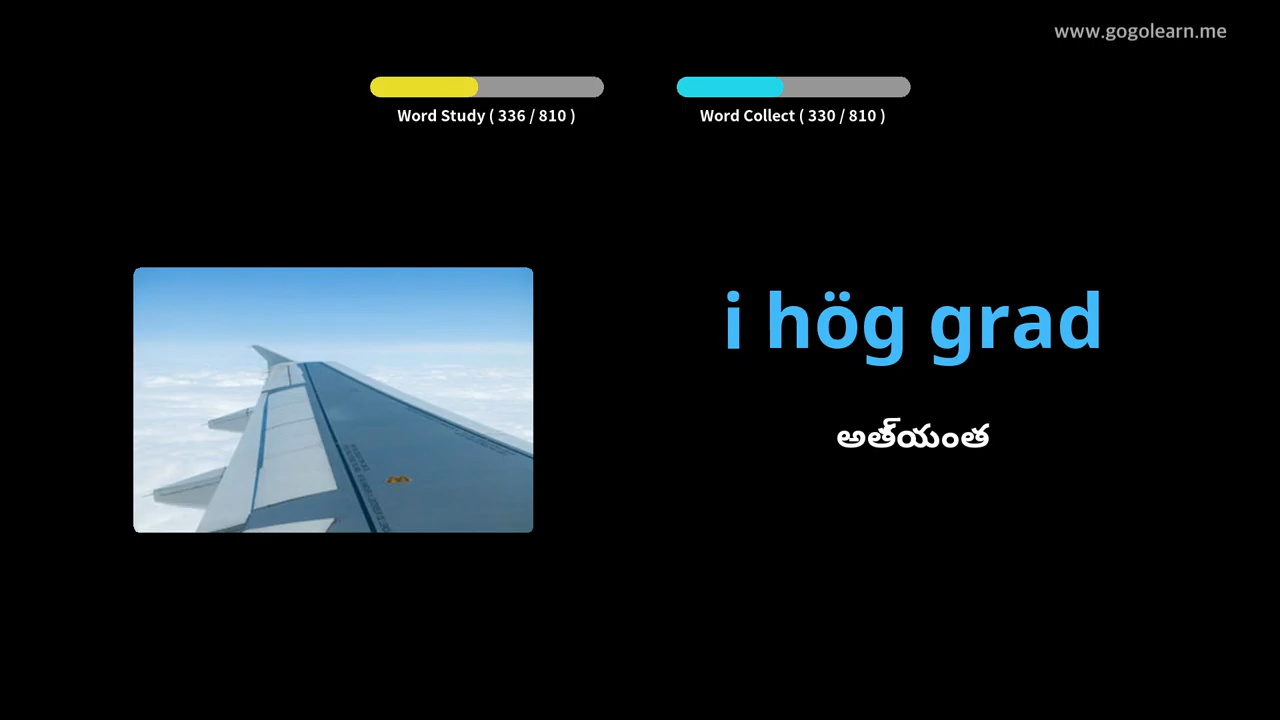 www.gogolearn.me
Word Study ( 336 / 810 )
Word Collect ( 330 / 810 )
i hög grad
అత్యంత